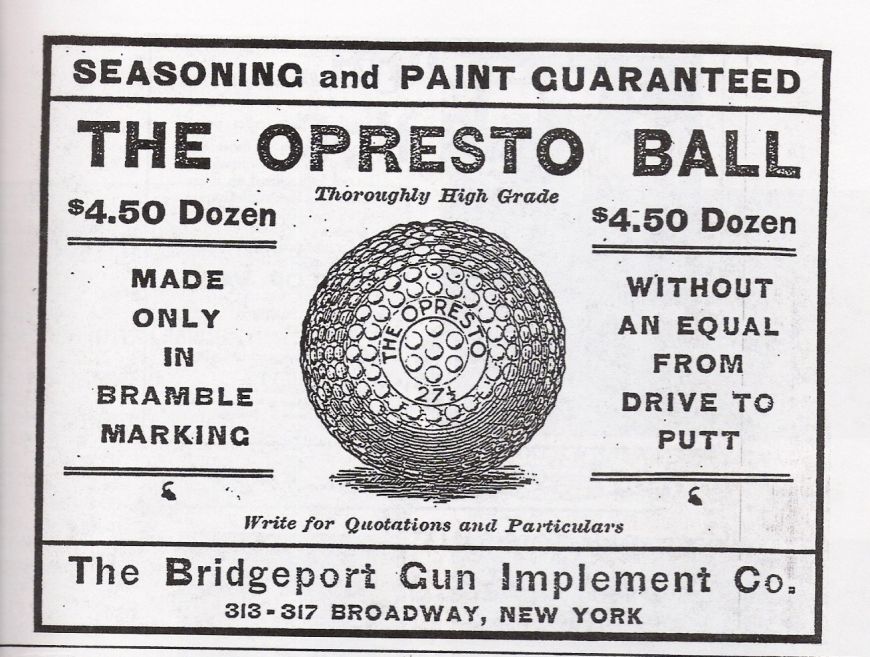 SEASONING and PAINT GUARANTEED
THE OPRESTO BALL
Thoroughly High Grade
$4.50 Dozen
$4.50 Dozen
MADE
ONLY
IN
BRAMBLE
MARKING
THE OPRESTO
27½
WITHOUT
AN EQUAL
FROM
DRIVE TO
PUTT
Write for Quotations and Particulars
The Bridgeport Gun Implement Co.
313-317 BROADWAY, NEW YORK